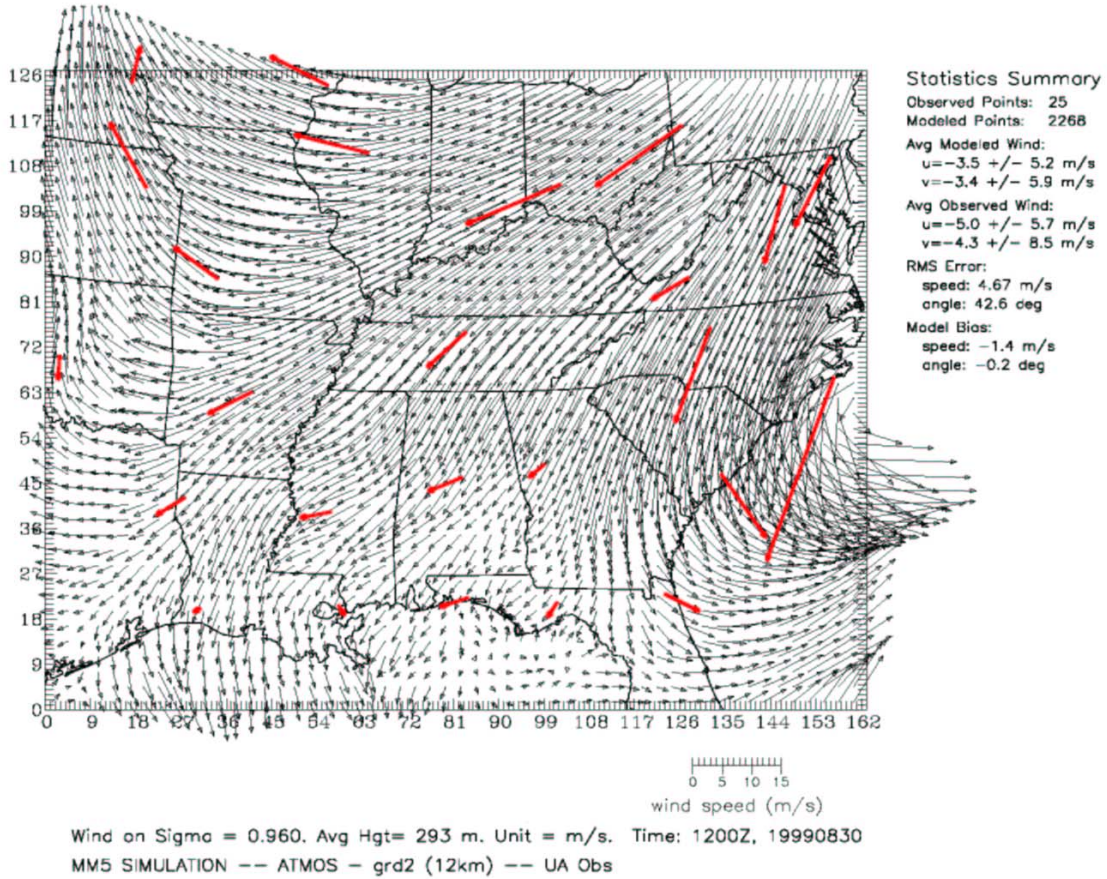 126
117
108
99
90
81
72
63
54
45
36
27
18
9
0
0 9 18 27 36 45 54 63 72 81 90 99 108 117 126 135 144 153 162
Statistics Summary
Observed Points: 25
Modeled Points: 2268
Avg Modeled Wind:
u=-3.5 +/- 5.2 m/s
v=-3.4 +/- 5.9 m/s
Avg Observed Wind:
u=-5.0 +/- 5.7 m/s
v=-4.3 +/- 8.5 m/s
RMS Error:
speed: 4.67 m/s
angle: 42.6 deg
Model Bias:
speed: -1.4 m/s
angle: -0.2 deg
0 5 10 15
wind speed (m/s)
Wind on Sigma = 0.960. Avg Hgt= 293 m. Unit = m/s. Time: 1200Z, 19990830
MM5 SIMULATION -- ATMOS - grd2 (12km) -- UA Obs